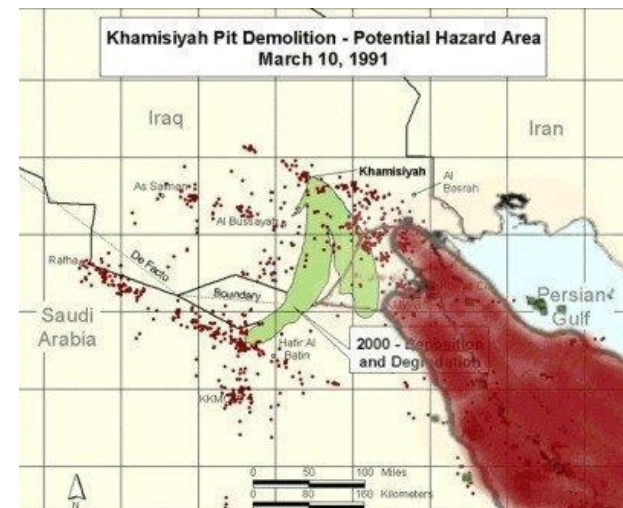 Khamisiyah Pit Demolition - Potential Hazard Area
March 10, 1991
Iraq
Iran
Khamisiyah
Al
Basrah
As Salman
Al Bussayah
De Facto
Rafha
Boundary
Persian
Gulf
Saudi
Arabia
2000 - Deposition
and Degradation
Hafir Al
Batin
KKMC
0 50 100 Miles
0 80 160 Kilometers
N